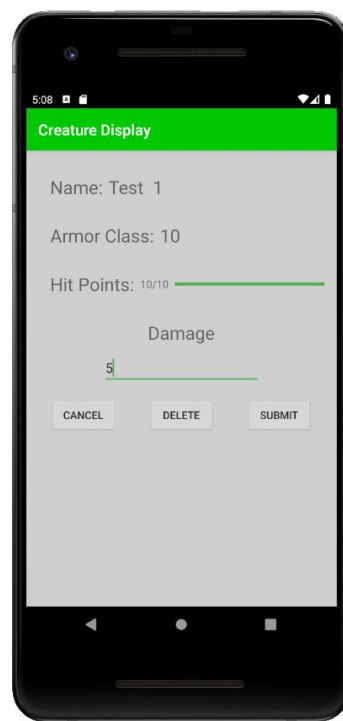 5:08
Creature Display
Name: Test 1
Armor Class: 10
Hit Points: 10/10
Damage
5
CANCEL DELETE SUBMIT